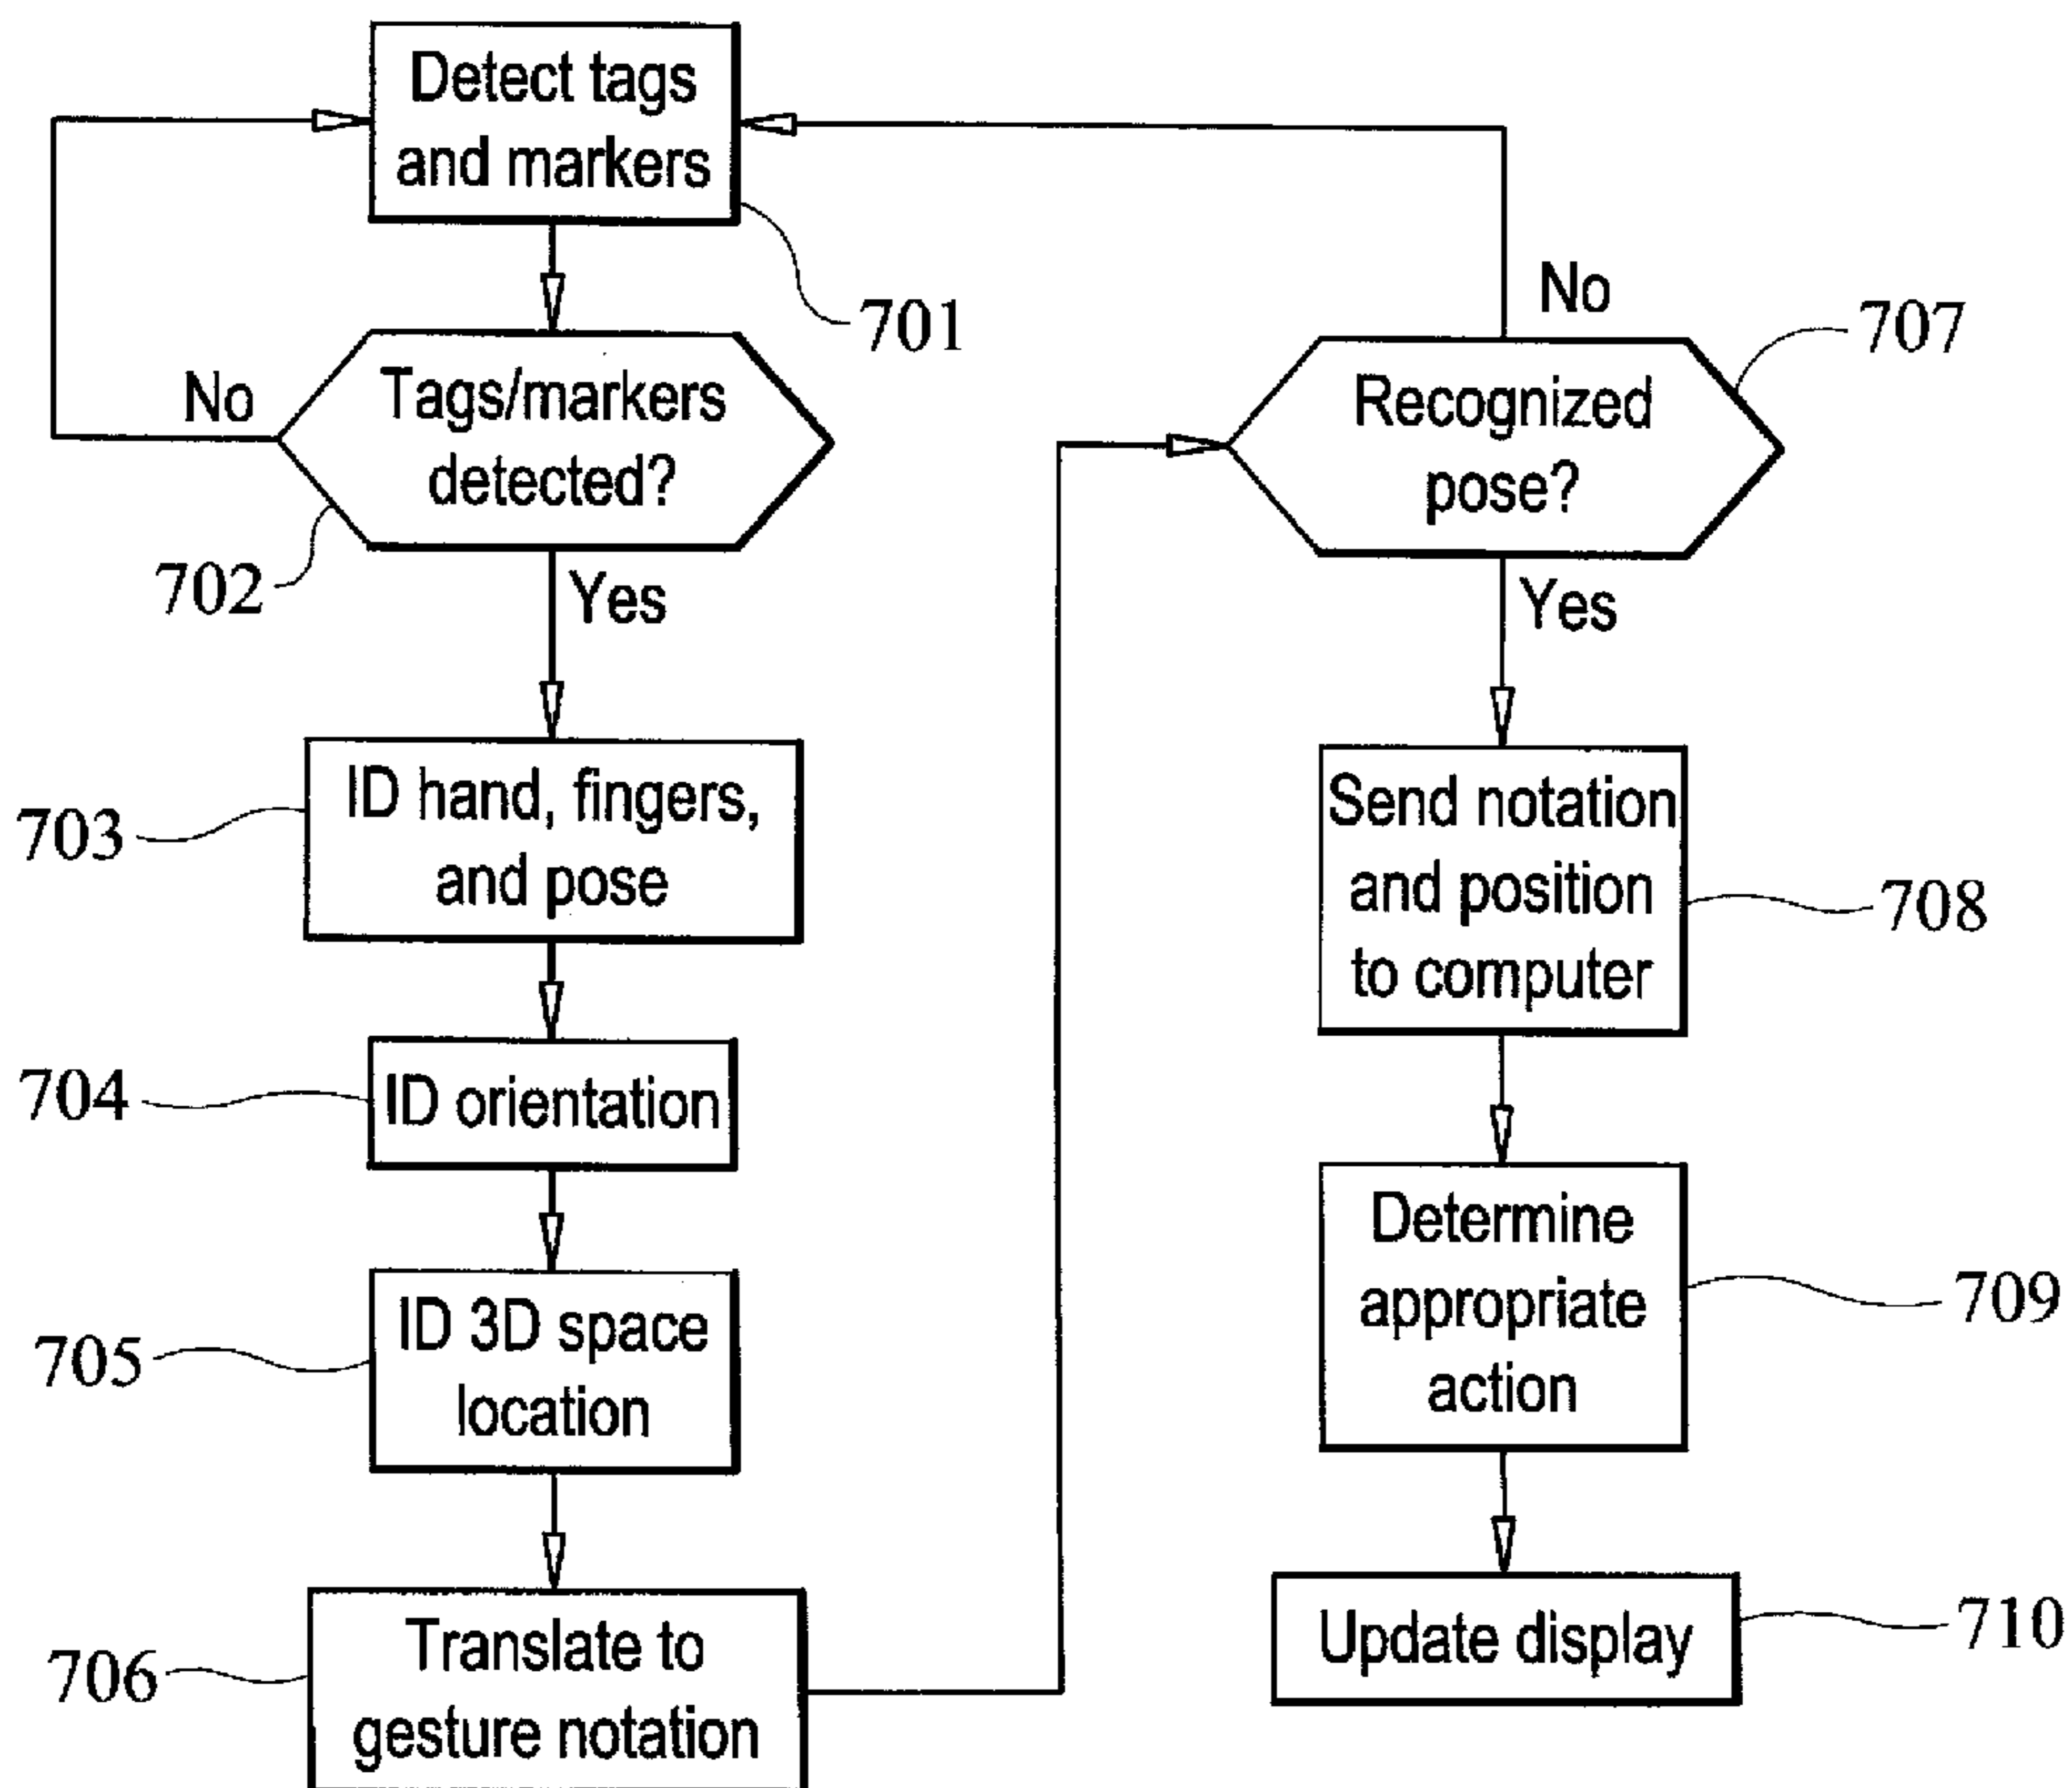 Detect tags
and markers
701
No
Tags/markers
detected?
702
Yes
ID hand, fingers,
and pose
703
ID orientation
704
ID 3D space
location
705
Translate to
gesture notation
706
No
707
Recognized
pose?
Yes
Send notation
and position
to computer
708
Determine
appropriate
action
709
Update display
710